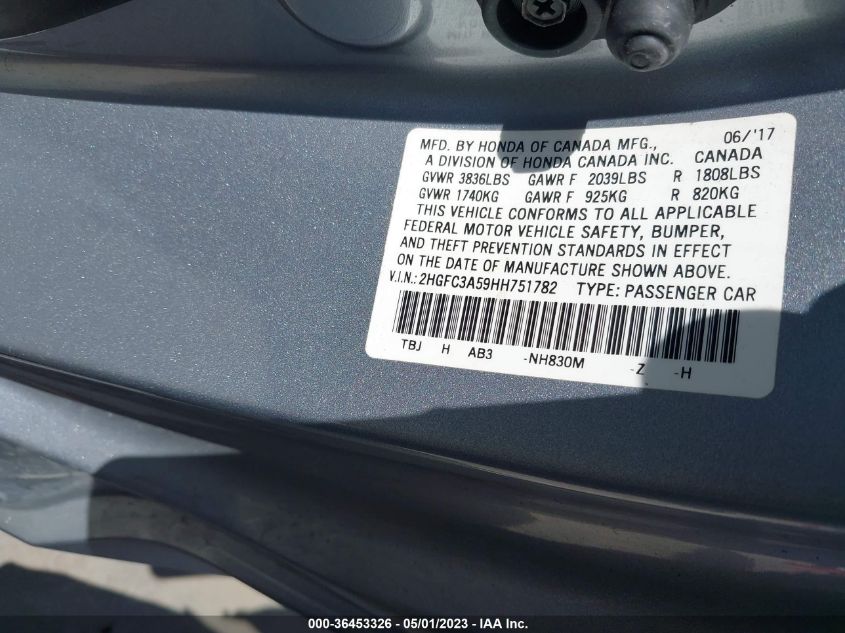 MFD. BY HONDA OF CANADA MFG., 06/'17
A DIVISION OF HONDA CANADA INC. CANADA
GVWR 3836LBS GAWR F 2039LBS R 1808LBS
GVWR 1740KG GAWR F 925KG R 820KG
THIS VEHICLE CONFORMS TO ALL APPLICABLE
FEDERAL MOTOR VEHICLE SAFETY, BUMPER,
AND THEFT PREVENTION STANDARDS IN EFFECT
ON THE DATE OF MANUFACTURE SHOWN ABOVE.
V.I.N.: 2HGFC3A59HH751782 TYPE: PASSENGER CAR
TBJ H AB3 -NH830M -Z -H
000-36453326 - 05/01/2023 - IAA Inc.